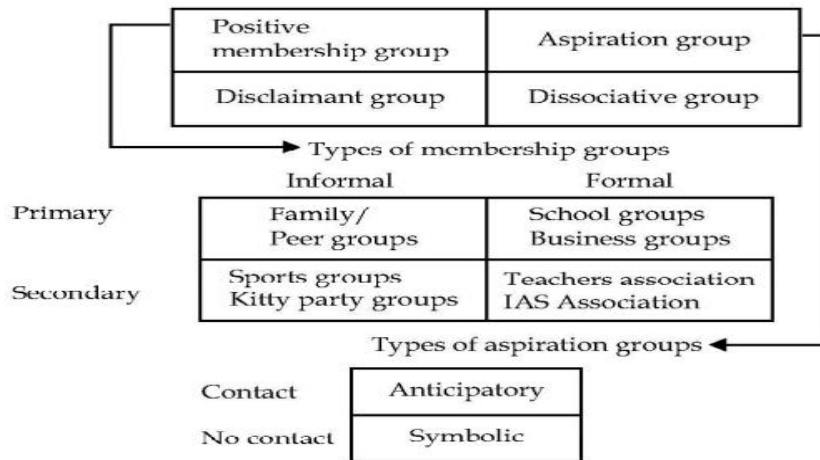 Positive
membership group
Aspiration group
Disclaimant group
Dissociative group
Types of membership groups
Informal
Formal
Primary
Family/
Peer groups
School groups
Business groups
Secondary
Sports groups
Kitty party groups
Teachers association
IAS Association
Types of aspiration groups
Contact
Anticipatory
No contact
Symbolic